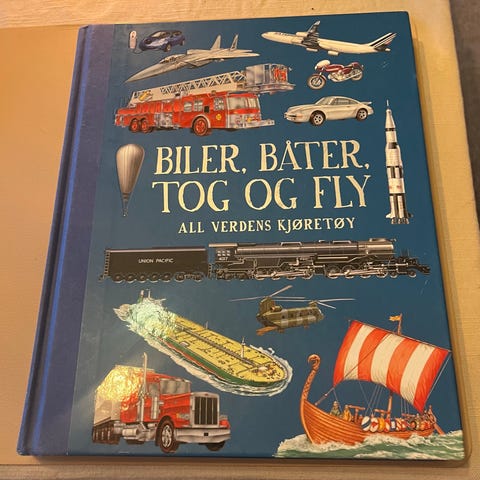 BILER, BÅTER,
TOG OG FLY
ALL VERDENS KJØRETØY
UNION PACIFIC